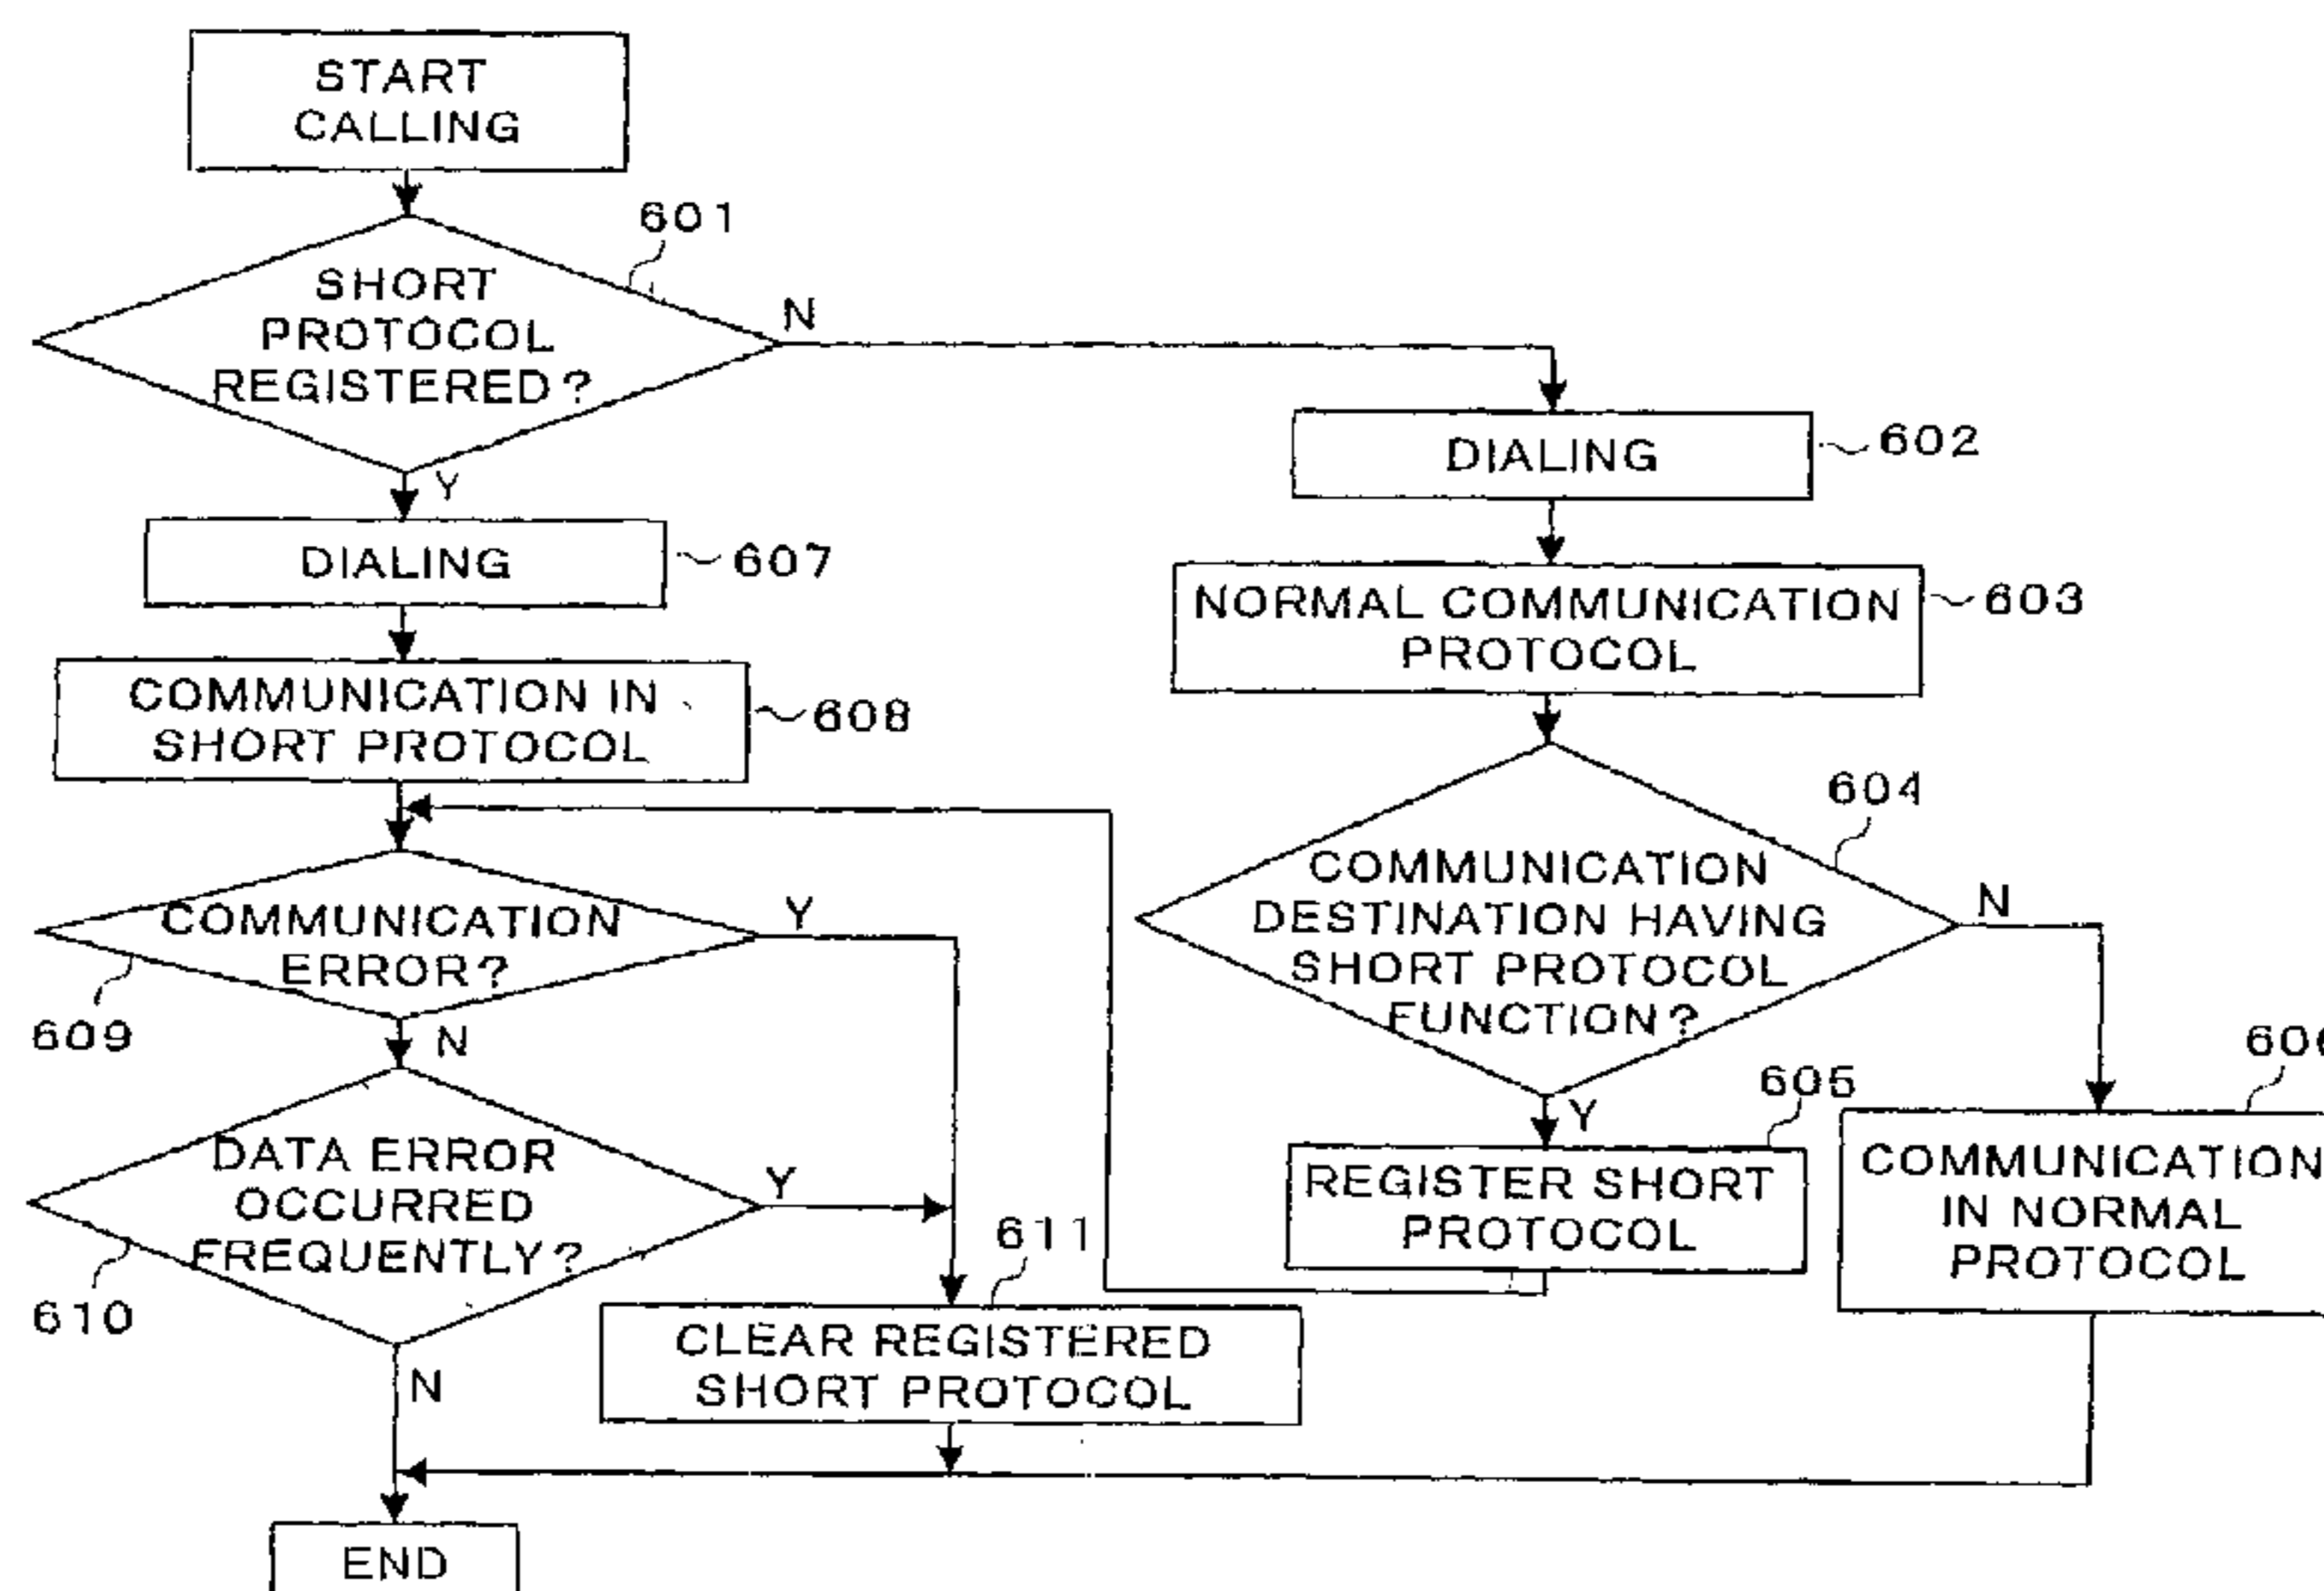 START
CALLING
601
SHORT
PROTOCOL
REGISTERED?
N
Y
DIALING
602
DIALING
607
NORMAL COMMUNICATION
PROTOCOL
603
COMMUNICATION IN
SHORT PROTOCOL
608
604
COMMUNICATION
DESTINATION HAVING
SHORT PROTOCOL
FUNCTION?
N
Y
COMMUNICATION
ERROR?
Y
609
N
606
605
REGISTER SHORT
PROTOCOL
COMMUNICATION
IN NORMAL
PROTOCOL
DATA ERROR
OCCURRED
FREQUENTLY?
Y
610
N
611
CLEAR REGISTERED
SHORT PROTOCOL
END